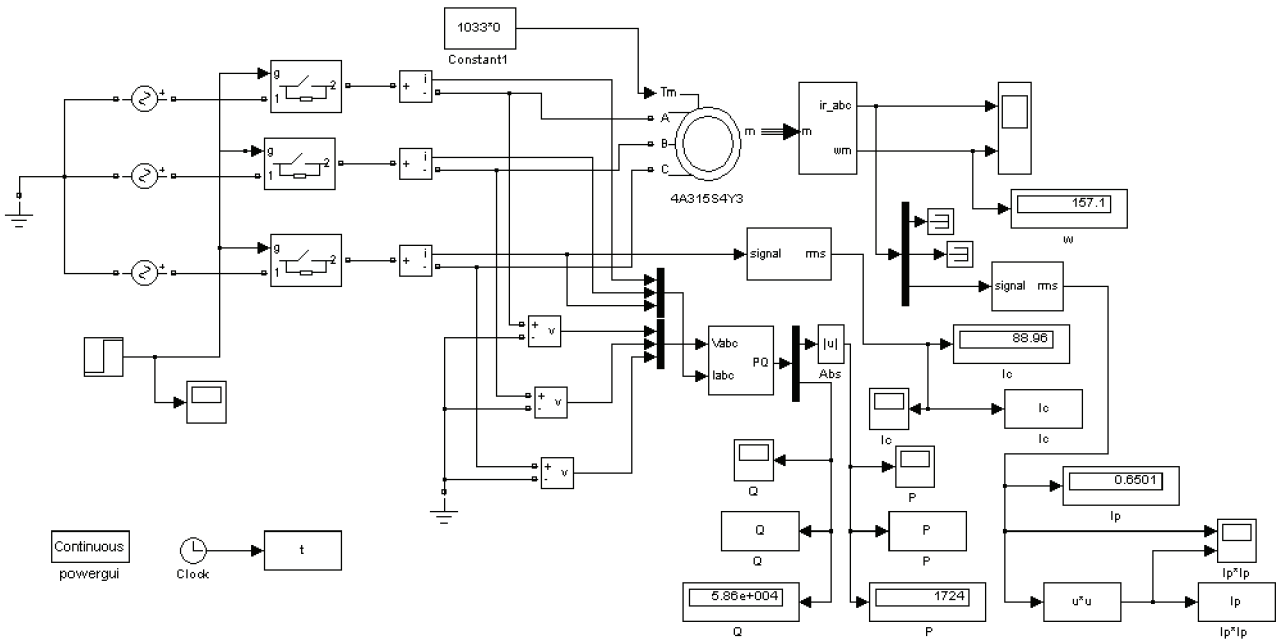 1033*0
Constant1
Tm
A
B
C
m
4A315S4Y3
m
ir_abc
wm
157.1
w
g
1
2
+
i
-
+
g
1
2
+
i
-
+
g
1
2
+
i
-
+
signal
rms
signal
rms
88.96
Ic
Ic
Ic
Ic
+
-
v
+
-
v
+
-
v
Vabc
Iabc
PQ
|u|
Abs
Q
P
0.6501
Ip
Q
Q
P
P
Ip*Ip
Continuous
powergui
Clock
t
5.86e+004
Q
1724
P
u*u
Ip
Ip*Ip